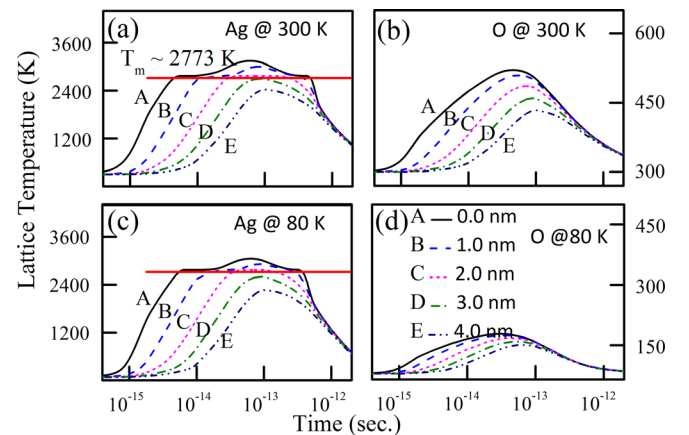 (a) Ag @ 300 K
T_m ~ 2773 K
3600
2400
1200
A
B
C
D
E
(b) O @ 300 K
600
450
300
A
B
C
D
E
(c) Ag @ 80 K
3600
2400
1200
A
B
C
D
E
(d) O @80 K
A 0.0 nm
B 1.0 nm
C 2.0 nm
D 3.0 nm
E 4.0 nm
450
300
150
10^-15 10^-14 10^-13 10^-12
10^-15 10^-14 10^-13 10^-12
Lattice Temperature (K)
Time (sec.)